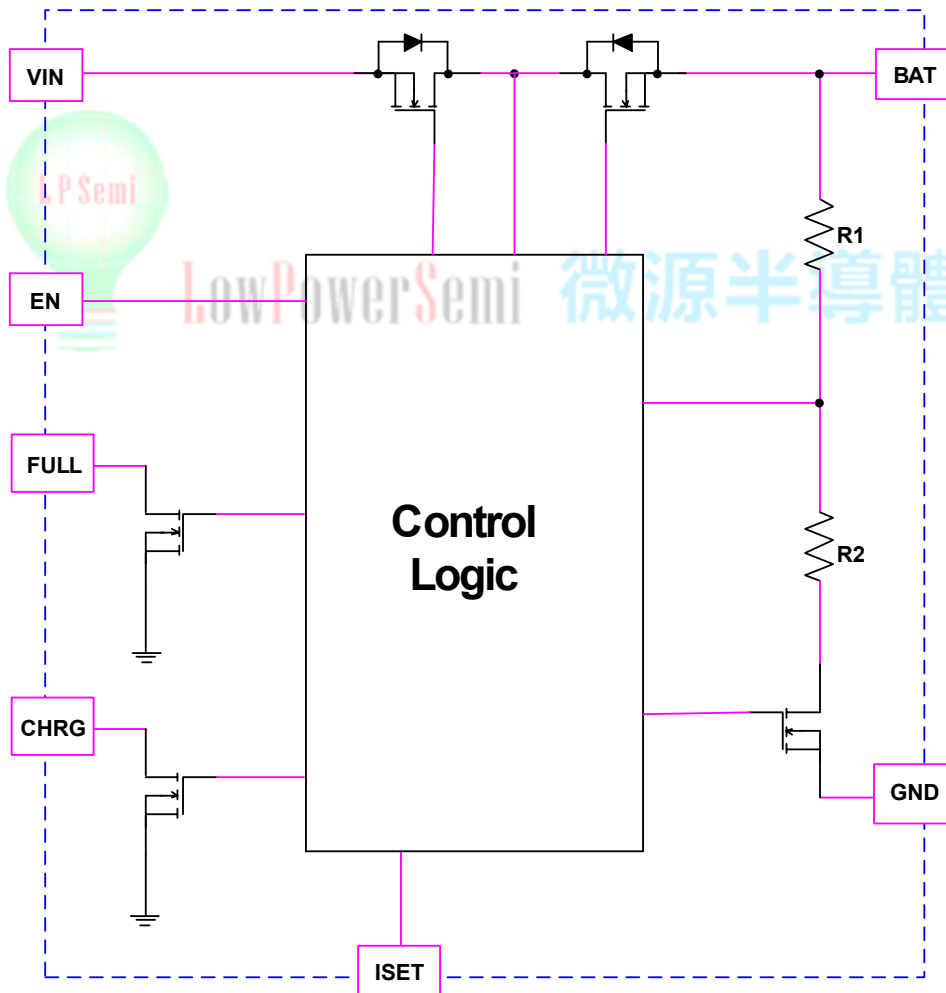 VIN
BAT
LP Semi
R1
EN
LowPowerSemi 微源半導體
FULL
Control
Logic
R2
CHRG
GND
ISET